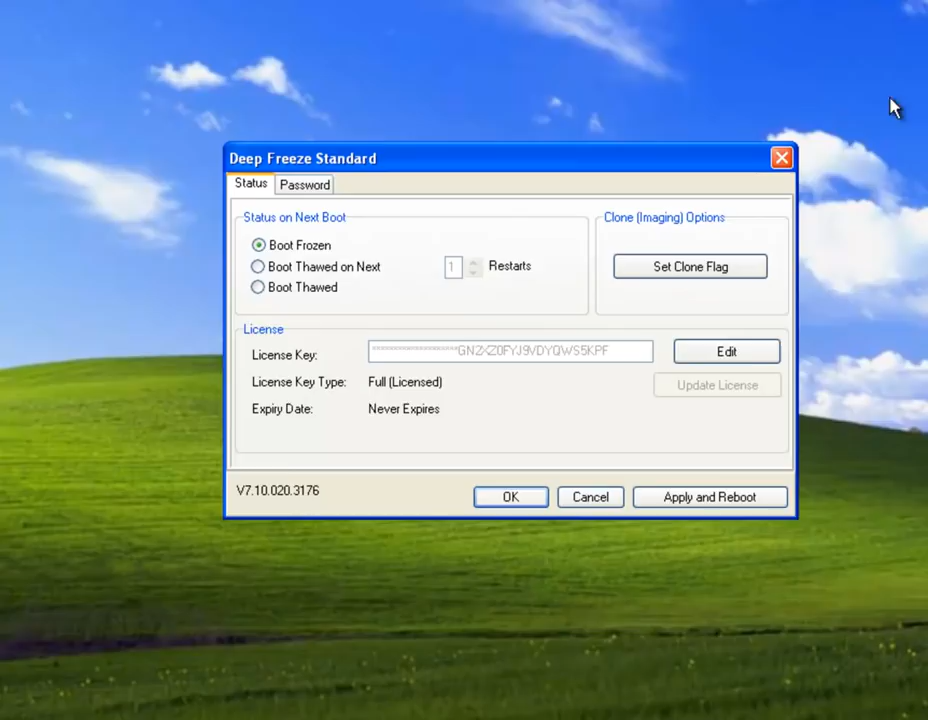 Deep Freeze Standard
Status Password
Status on Next Boot
Boot Frozen
Boot Thawed on Next 1 Restarts
Boot Thawed
Clone (Imaging) Options
Set Clone Flag
License
License Key: Edit
License Key Type: Full (Licensed) Update License
Expiry Date: Never Expires
V7.10.020.3176 OK Cancel Apply and Reboot